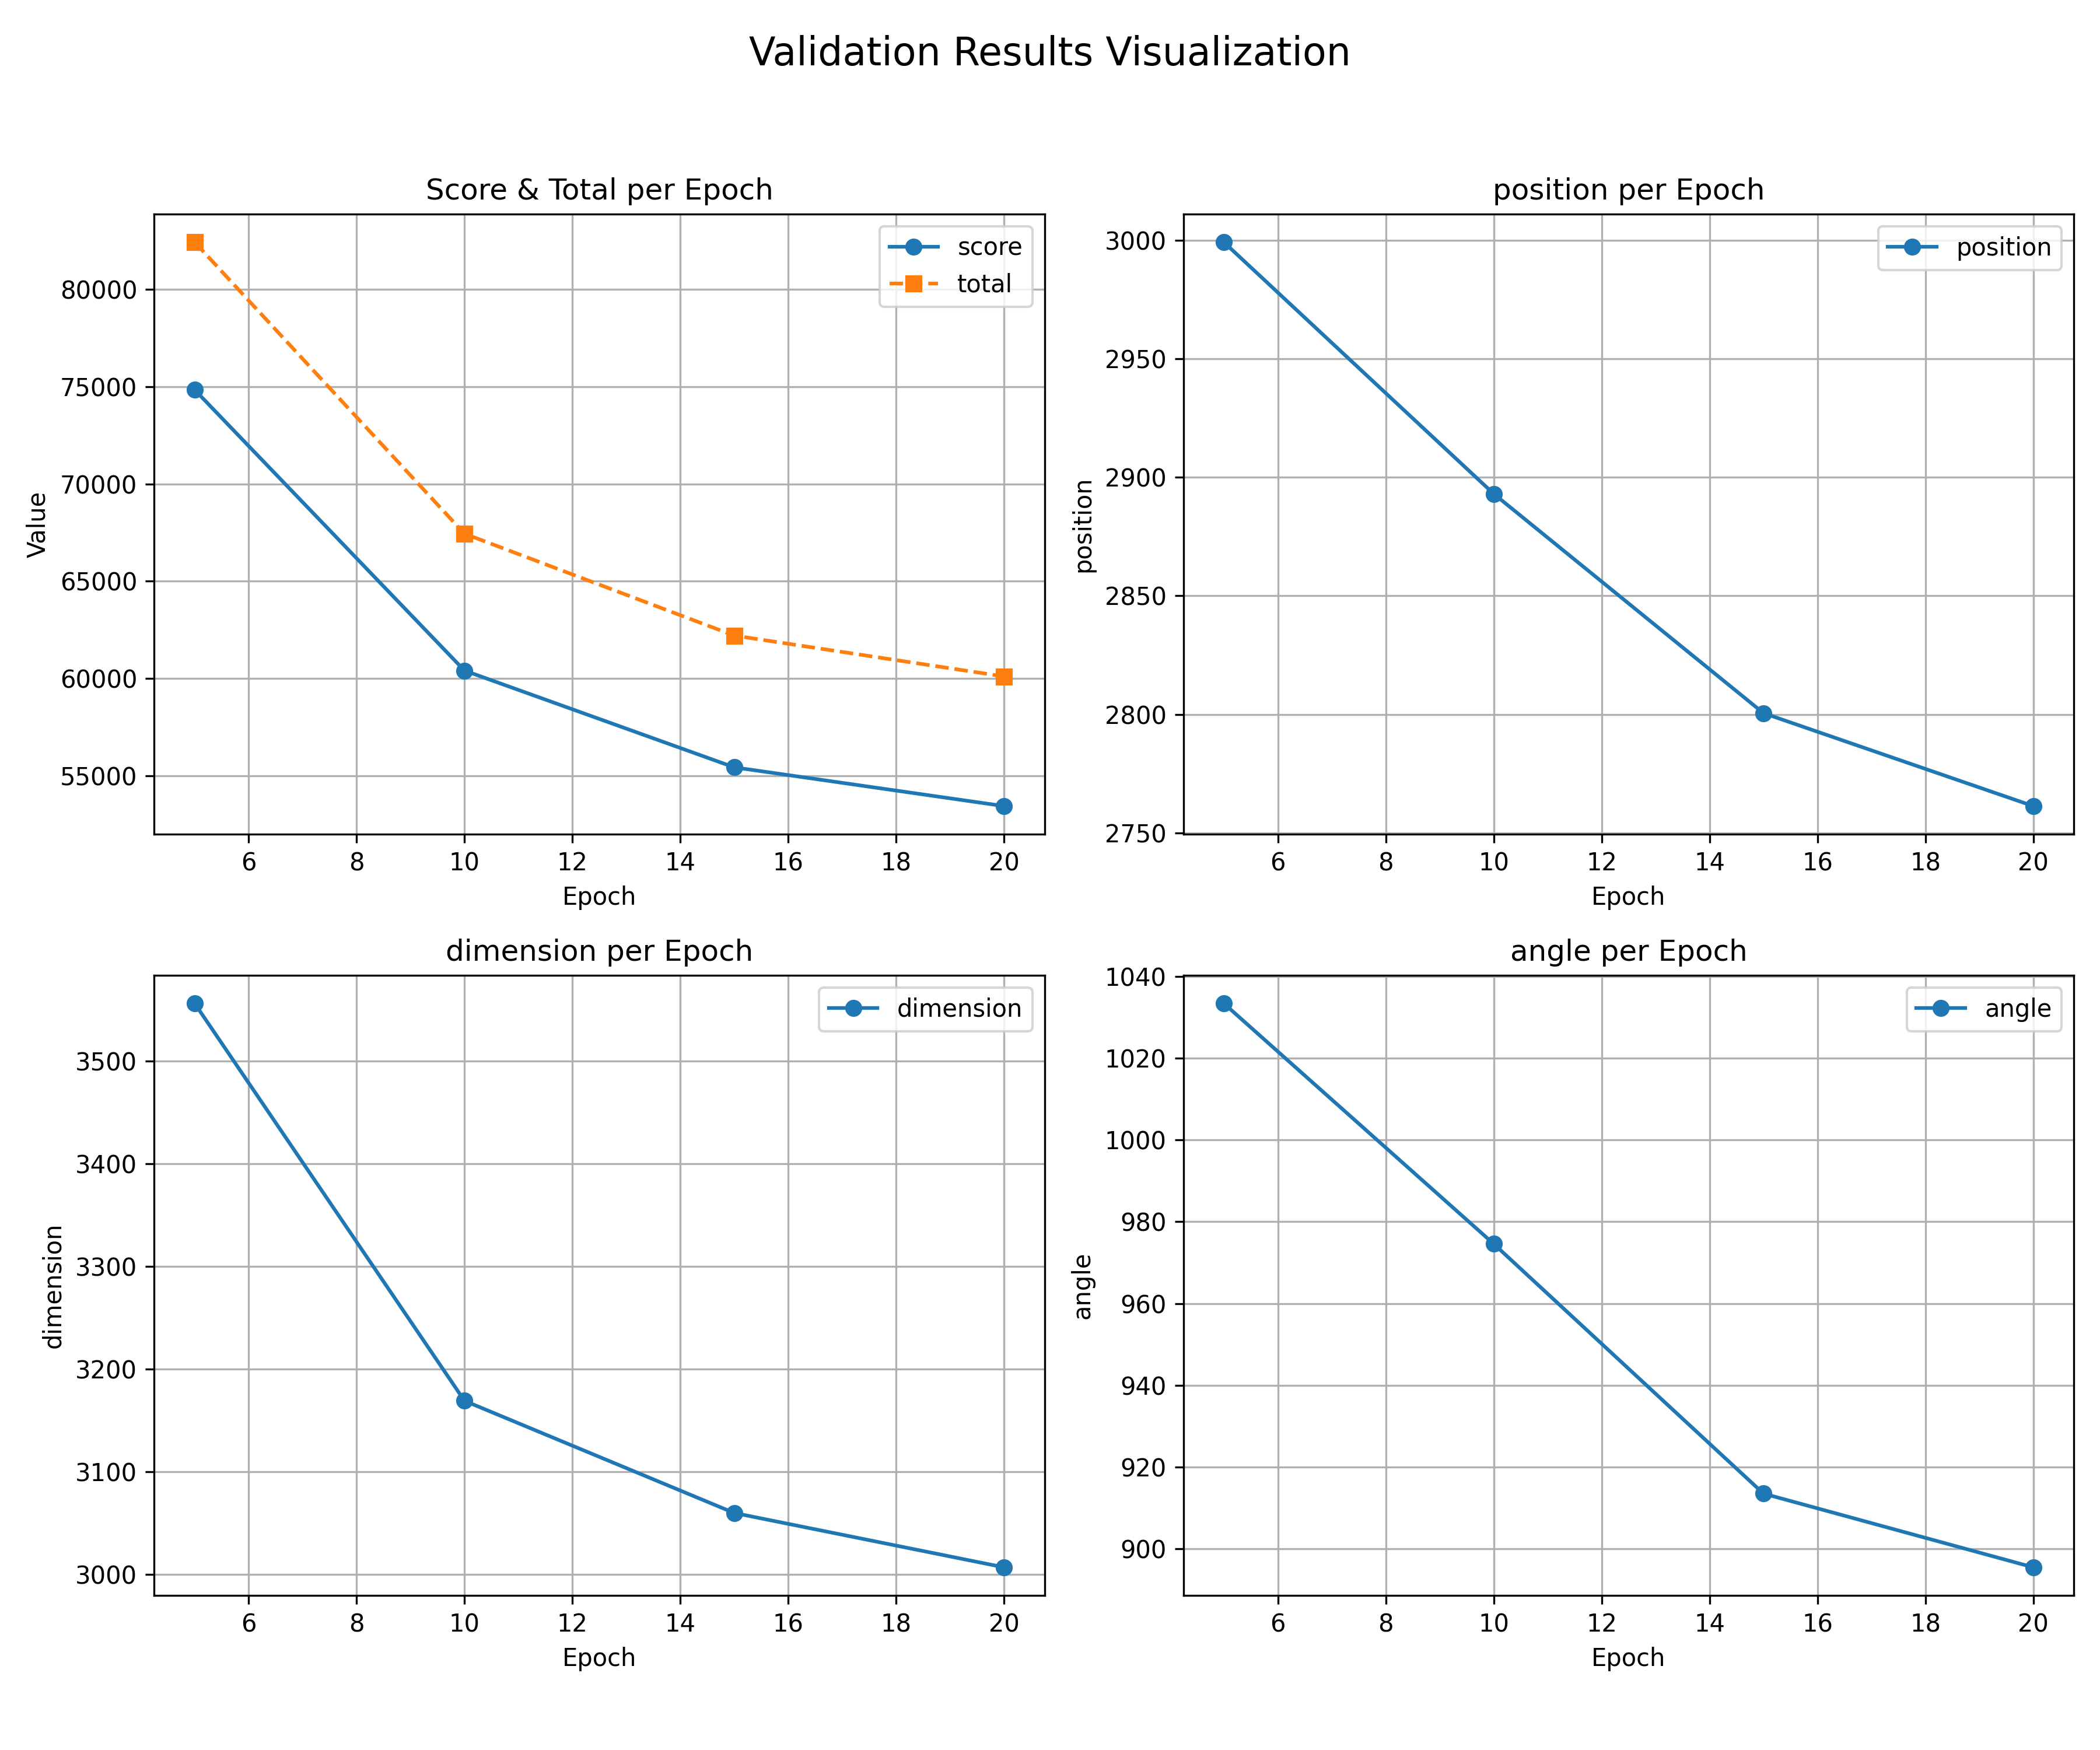 Validation Results Visualization
Score & Total per Epoch
score
total
80000
75000
70000
65000
60000
55000
Value
6 8 10 12 14 16 18 20
Epoch
position per Epoch
position
3000
2950
2900
2850
2800
2750
position
6 8 10 12 14 16 18 20
Epoch
dimension per Epoch
dimension
3500
3400
3300
3200
3100
3000
dimension
6 8 10 12 14 16 18 20
Epoch
angle per Epoch
angle
1040
1020
1000
980
960
940
920
900
angle
6 8 10 12 14 16 18 20
Epoch